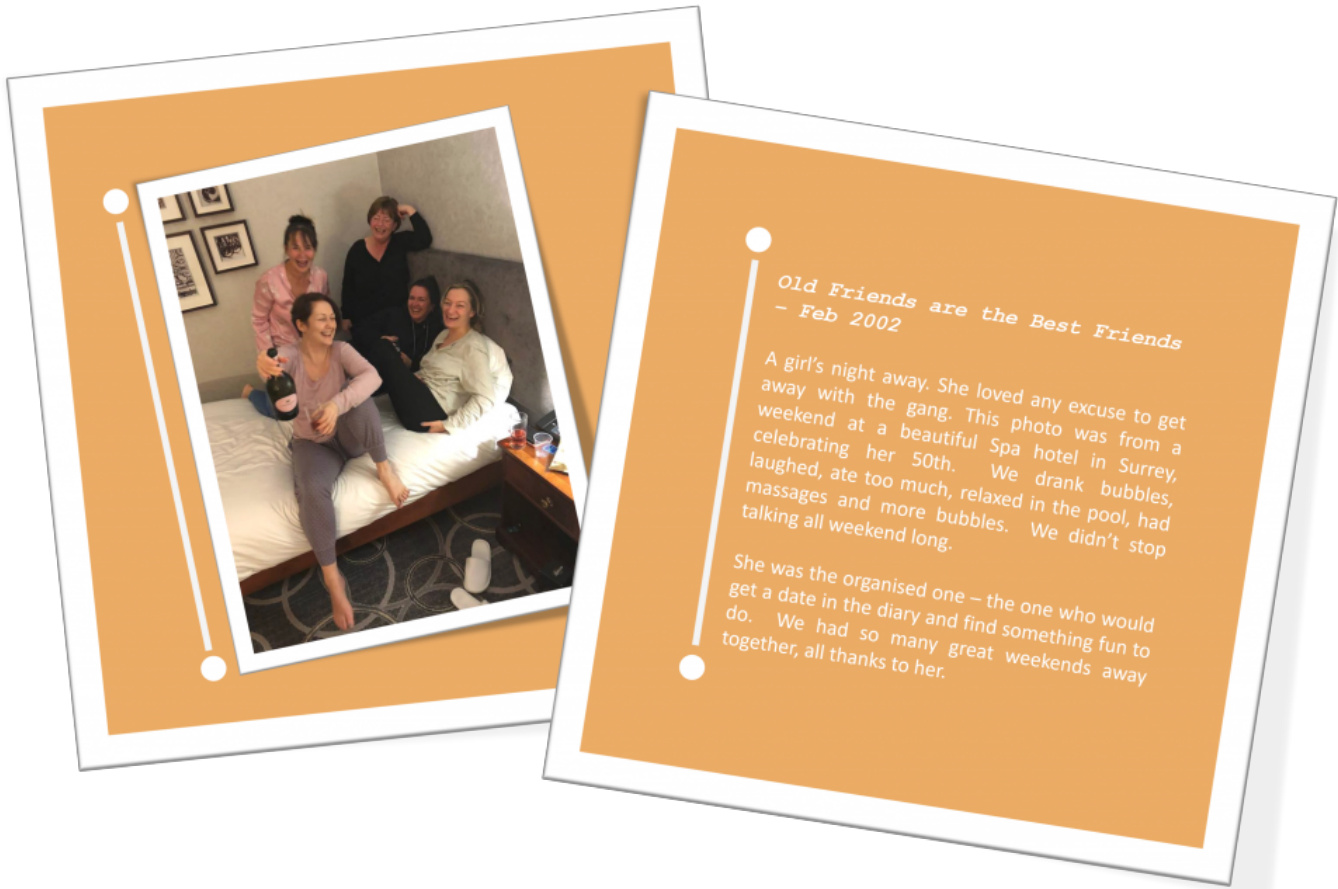 Old Friends are the Best Friends
– Feb 2002
A girl's night away. She loved any excuse to get
away with the gang. This photo was from a
weekend at a beautiful Spa hotel in Surrey,
celebrating her 50th. We drank bubbles,
laughed, ate too much, relaxed in the pool, had
massages and more bubbles. We didn't stop
talking all weekend long.
She was the organised one – the one who would
get a date in the diary and find something fun to
do. We had so many great weekends away
together, all thanks to her.